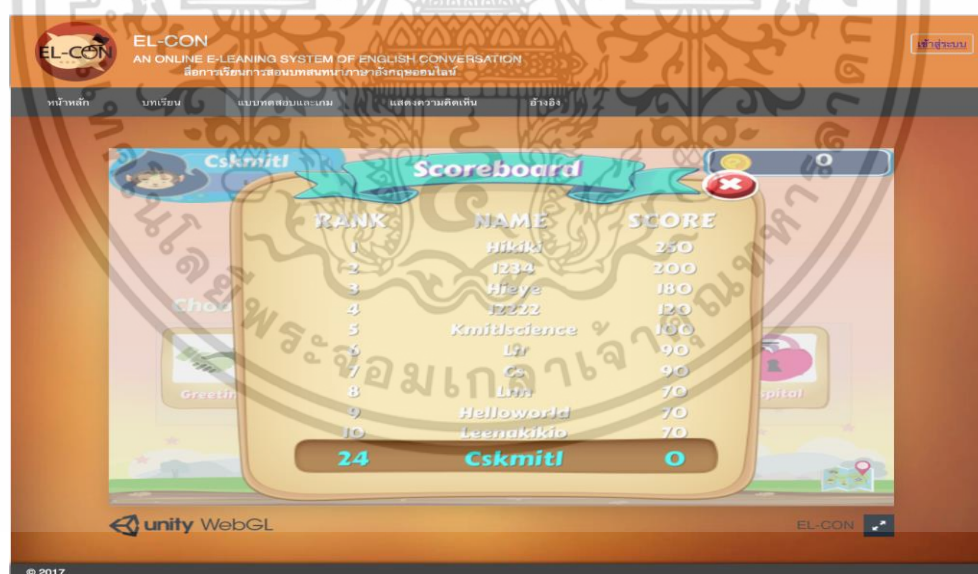 EL-CON
EL-CON
AN ONLINE E-LEANING SYSTEM OF ENGLISH CONVERSATION
สื่อการเรียนการสอนบทสนทนาภาษาอังกฤษออนไลน์
เข้าสู่ระบบ
หน้าหลัก บทเรียน แบบทดสอบและเกม แสดงความคิดเห็น อ้างอิง
Cskmitl Scoreboard 0
RANK NAME SCORE
1 Hikiki 250
2 1234 200
3 Hieye 180
4 12222 120
5 Kmitlscience 100
6 90
7 Cs 90
8 70
9 Helloworld 70
10 Leenakikio 70
24 Cskmitl 0
Choo
Greetin
spital
unity WebGL
EL-CON
© 2017